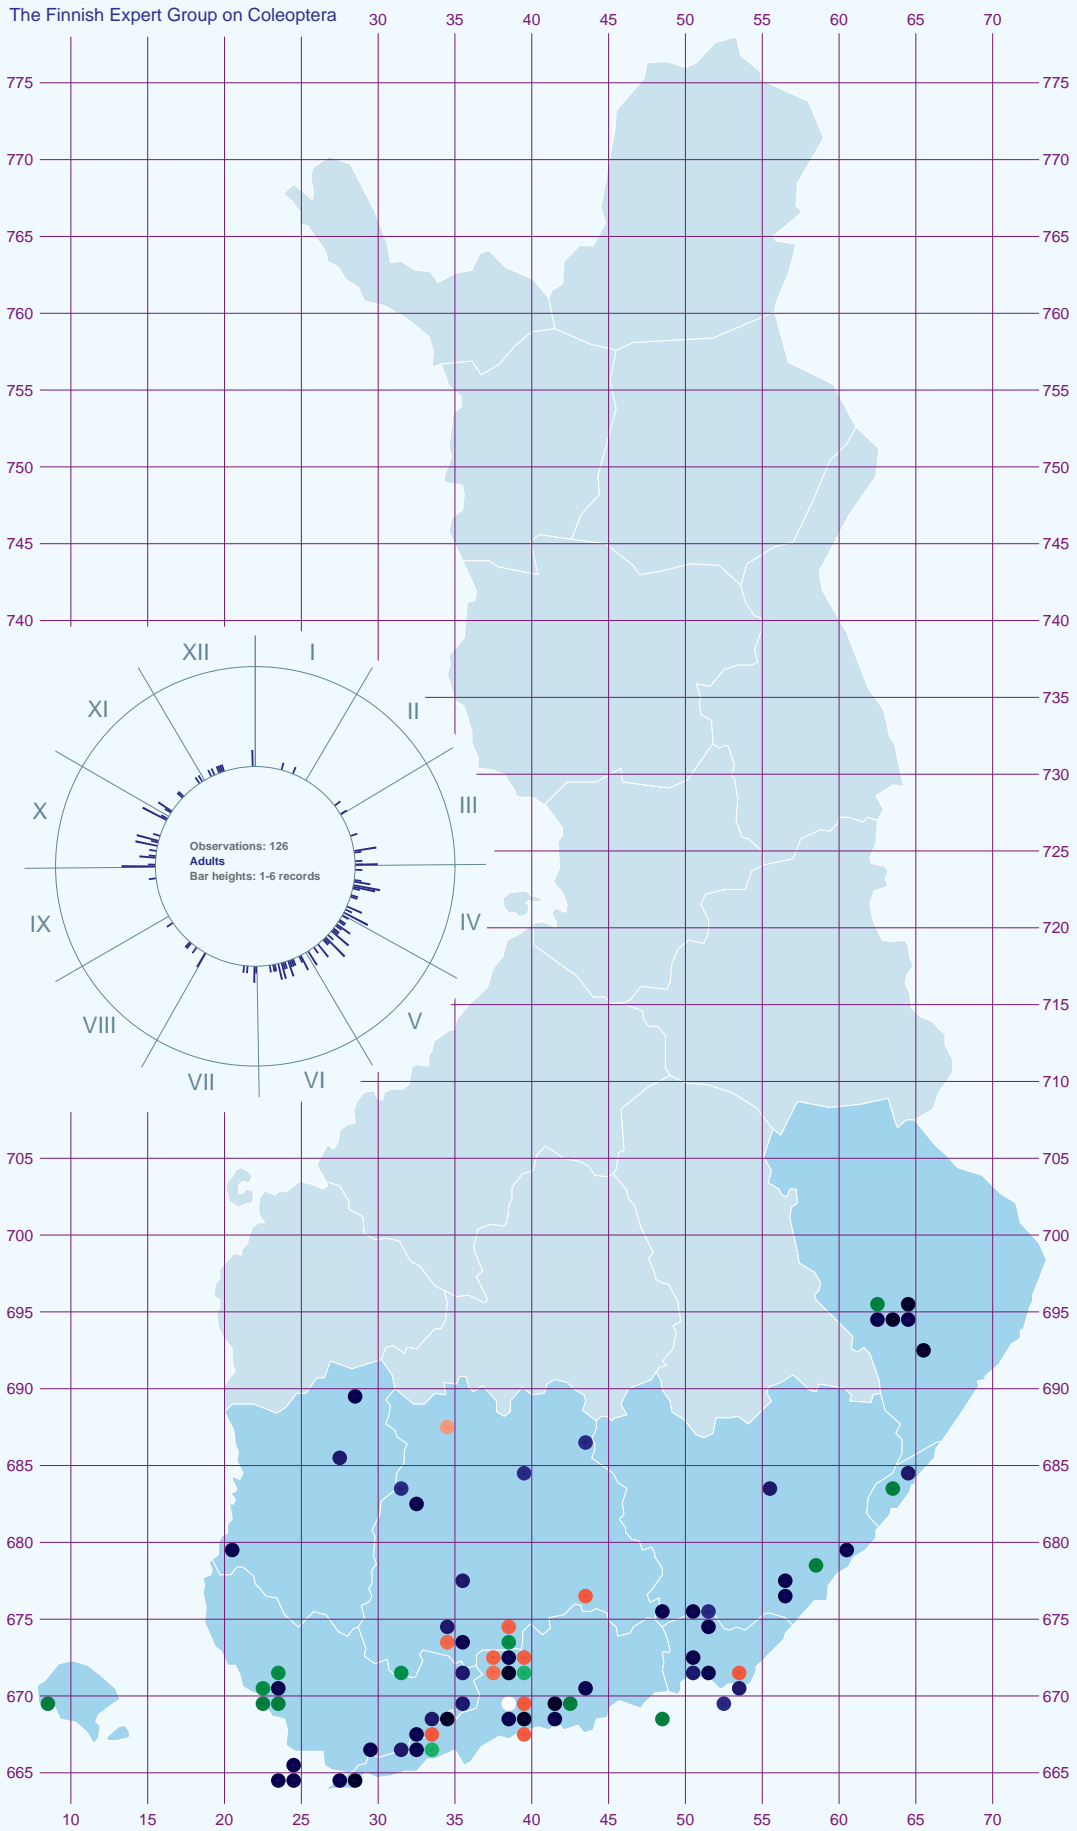 The Finnish Expert Group on Coleoptera
30 35 40 45 50 55 60 65 70
775 775
770 770
765 765
760 760
755 755
750 750
745 745
740 740
XII I
XI II
735
730
X III
725
Observations: 126
Adults
Bar heights: 1-6 records
IX IV
720
715
VIII V
VII VI
710
705 705
700 700
695 695
690 690
685 685
680 680
675 675
670 670
665 665
10 15 20 25 30 35 40 45 50 55 60 65 70